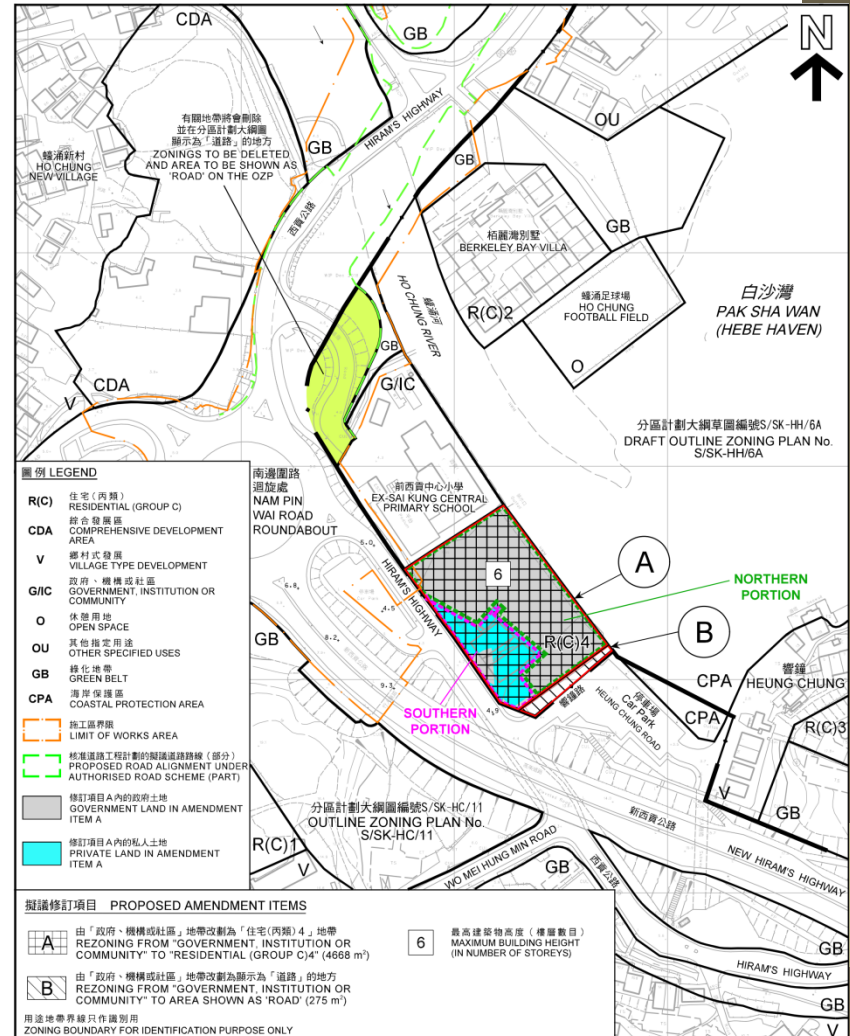 CDA
GB
N
有關地帶將會刪除
並在分區計劃大綱圖
顯示為「道路」的地方
ZONINGS TO BE DELETED
AND AREA TO BE SHOWN AS
'ROAD' ON THE OZP
蠔涌新村
HO CHUNG
NEW VILLAGE
GB
HIRAM'S HIGHWAY
西貢公路
OU
GB
栢麗灣別墅
BERKELEY BAY VILLA
GB
R(C)2
蠔涌足球場
HO CHUNG
FOOTBALL FIELD
O
白沙灣
PAK SHA WAN
(HEBE HAVEN)
蠔涌河
HO CHUNG RIVER
GB
G/IC
CDA
V
分區計劃大綱草圖編號S/SK-HH/6A
DRAFT OUTLINE ZONING PLAN No.
S/SK-HH/6A
南邊圍路
迴旋處
NAM PIN
WAI ROAD
ROUNDABOUT
前西貢中心小學
EX-SAI KUNG CENTRAL
PRIMARY SCHOOL
6.0
6.8
4.5
8.2
9.3
4.9
HIRAM'S HIGHWAY
6
A
NORTHERN
PORTION
B
R(C)4
SOUTHERN
PORTION
響鐘路
停車場
Car Park
HEUNG CHUNG ROAD
CPA
CPA
響鐘
HEUNG CHUNG
R(C)3
V
GB
GB
圖例 LEGEND
R(C) 住宅(丙類)
RESIDENTIAL (GROUP C)
CDA 綜合發展區
COMPREHENSIVE DEVELOPMENT
AREA
V 鄉村式發展
VILLAGE TYPE DEVELOPMENT
G/IC 政府、機構或社區
GOVERNMENT, INSTITUTION OR
COMMUNITY
O 休憩用地
OPEN SPACE
OU 其他指定用途
OTHER SPECIFIED USES
GB 綠化地帶
GREEN BELT
CPA 海岸保護區
COASTAL PROTECTION AREA
施工區界限
LIMIT OF WORKS AREA
核准道路工程計劃的擬議道路路線(部分)
PROPOSED ROAD ALIGNMENT UNDER
AUTHORISED ROAD SCHEME (PART)
修訂項目A內的政府土地
GOVERNMENT LAND IN AMENDMENT
ITEM A
修訂項目A內的私人土地
PRIVATE LAND IN AMENDMENT
ITEM A
分區計劃大綱圖編號S/SK-HC/11
OUTLINE ZONING PLAN No.
S/SK-HC/11
R(C)1
V
WO MEI HUNG MIN ROAD
GB
西貢公路
新西貢公路
NEW HIRAM'S HIGHWAY
HIRAM'S HIGHWAY
GB
GB
V
擬議修訂項目 PROPOSED AMENDMENT ITEMS
A 由「政府、機構或社區」地帶改劃為「住宅(丙類)4」地帶
REZONING FROM "GOVERNMENT, INSTITUTION OR
COMMUNITY" TO "RESIDENTIAL (GROUP C)4" (4668 m²)
6 最高建築物高度(樓層數目)
MAXIMUM BUILDING HEIGHT
(IN NUMBER OF STOREYS)
B 由「政府、機構或社區」地帶改劃為顯示為「道路」的地方
REZONING FROM "GOVERNMENT, INSTITUTION OR
COMMUNITY" TO AREA SHOWN AS 'ROAD' (275 m²)
用途地帶界線只作識別用
ZONING BOUNDARY FOR IDENTIFICATION PURPOSE ONLY